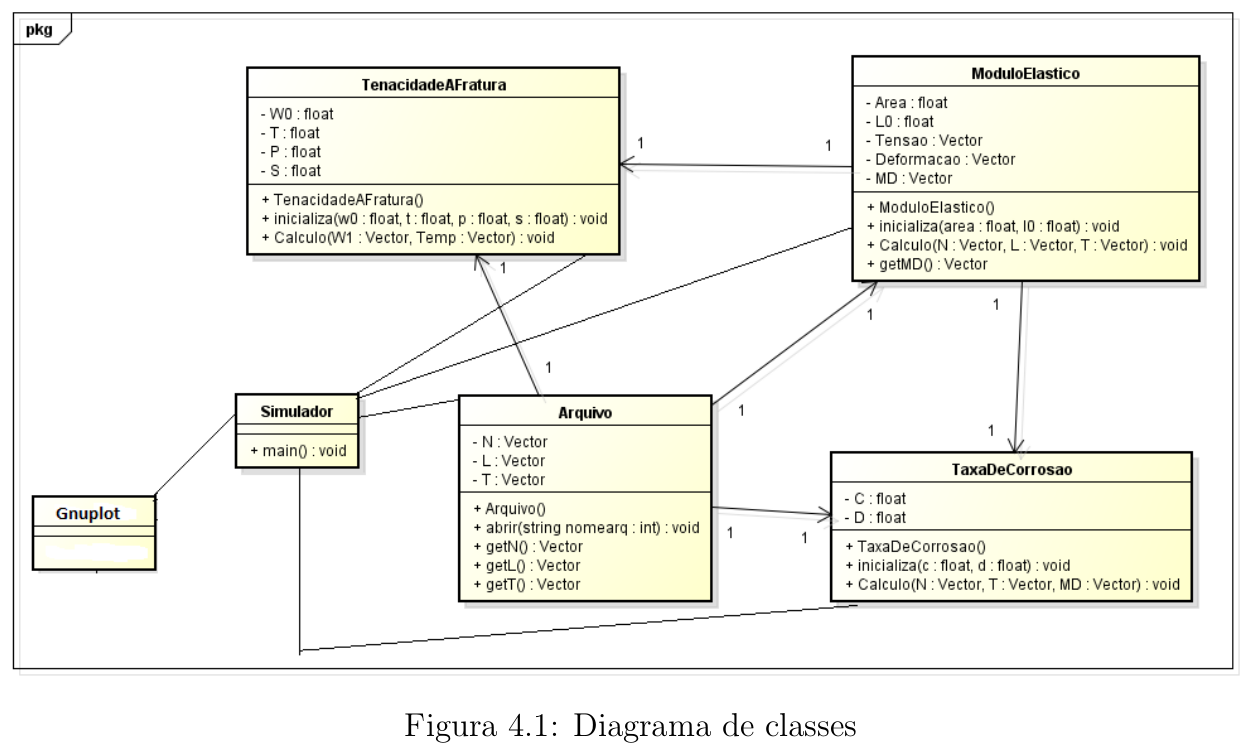 pkg
TenacidadeAFratura
- W0 : float
- T : float
- P : float
- S : float
+ TenacidadeAFratura()
+ inicializa(w0 : float, t : float, p : float, s : float) : void
+ Calculo(W1 : Vector, Temp : Vector) : void
ModuloElastico
- Area : float
- L0 : float
- Tensao : Vector
- Deformacao : Vector
- MD : Vector
+ ModuloElastico()
+ inicializa(area : float, l0 : float) : void
+ Calculo(N : Vector, L : Vector, T : Vector) : void
+ getMD() : Vector
1
1
1
1
1
1
1
1
1
1
Simulador
+ main() : void
Gnuplot
Arquivo
- N : Vector
- L : Vector
- T : Vector
+ Arquivo()
+ abrir(string nomearq : int) : void
+ getN() : Vector
+ getL() : Vector
+ getT() : Vector
TaxaDeCorrosao
- C : float
- D : float
+ TaxaDeCorrosao()
+ inicializa(c : float, d : float) : void
+ Calculo(N : Vector, T : Vector, MD : Vector) : void
Figura 4.1: Diagrama de classes